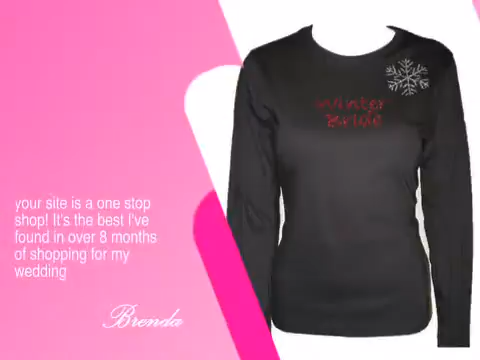 your site is a one stop
shop! It's the best I've
found in over 8 months
of shopping for my
wedding
Brenda
Winter
Bride